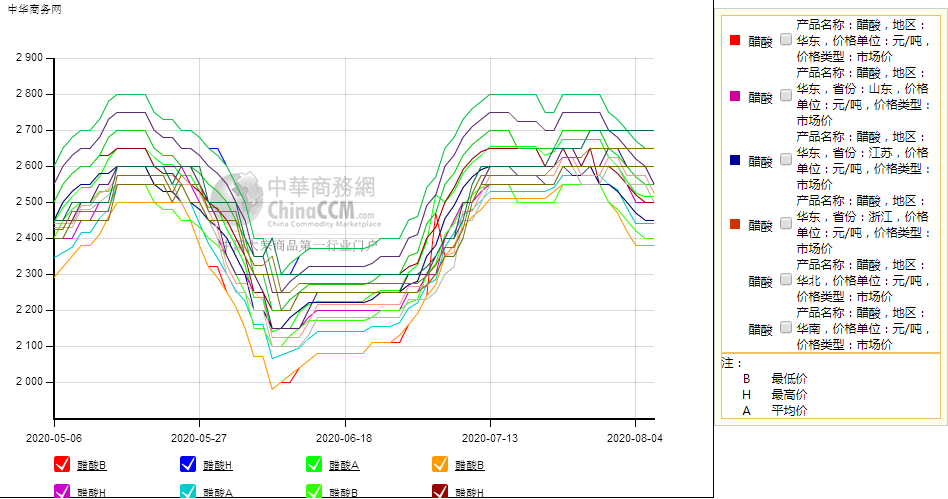 中华商务网
2 900
2 800
2 700
2 600
2 500
2 400
2 300
2 200
2 100
2 000
2020-05-06
2020-05-27
2020-06-18
2020-07-13
2020-08-04
中華商務網
ChinaCCM.com
China Commodity Marketplace
商品第一行业门户
醋酸B
醋酸H
醋酸A
醋酸B
醋酸H
醋酸A
醋酸B
醋酸H
醋酸
产品名称：醋酸，地区：
华东，价格单位：元/吨，
价格类型：市场价
醋酸
产品名称：醋酸，地区：
华东，省份：山东，价格
单位：元/吨，价格类型：
市场价
醋酸
产品名称：醋酸，地区：
华东，省份：江苏，价格
单位：元/吨，价格类型：
市场价
醋酸
产品名称：醋酸，地区：
华东，省份：浙江，价格
单位：元/吨，价格类型：
市场价
醋酸
产品名称：醋酸，地区：
华北，价格单位：元/吨，
价格类型：市场价
醋酸
产品名称：醋酸，地区：
华南，价格单位：元/吨，
价格类型：市场价
注：
B 最低价
H 最高价
A 平均价